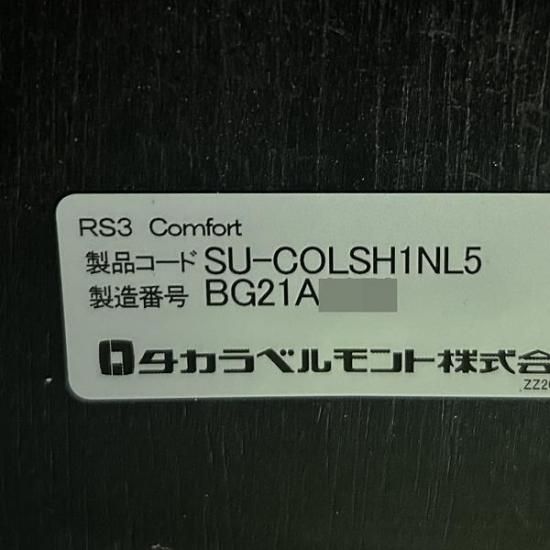 RS3 Comfort
製品コード SU-COLSH1NL5
製造番号 BG21A
タカラベルモント株式会
ZZ20